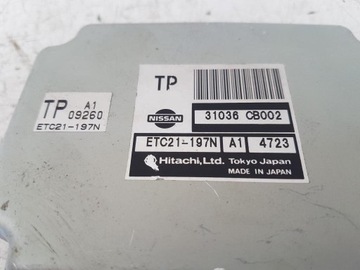 TP A1
09260
ETC21-197N
TP
NISSAN
31036 CB002
ETC21-197N A1 4723
Hitachi, Ltd. Tokyo Japan
MADE IN JAPAN